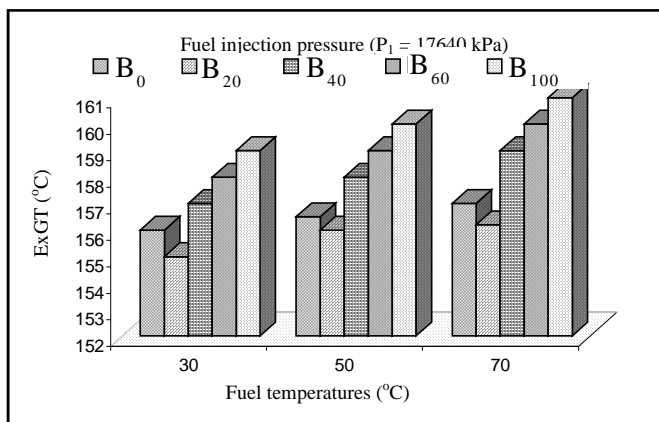 Fuel injection pressure (P₁ = 17640 kPa)
B₀ B₂₀ B₄₀ B₆₀ B₁₀₀
161
160
159
158
157
156
155
154
153
152
ExGT (°C)
30 50 70
Fuel temperatures (°C)